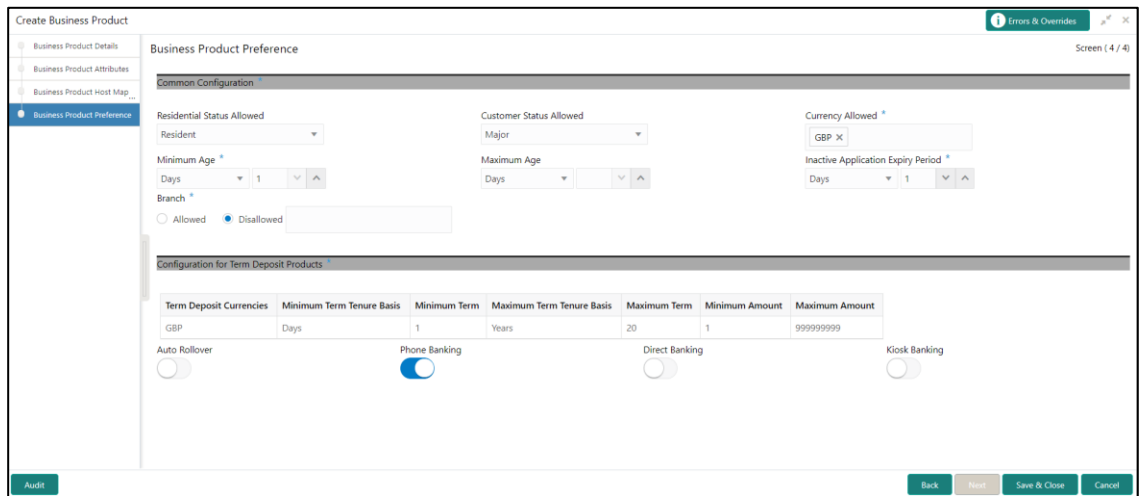 Create Business Product
Errors & Overrides
Business Product Details
Business Product Attributes
Business Product Host Map...
Business Product Preference
Business Product Preference
Screen ( 4 / 4)
Common Configuration *
Residential Status Allowed Customer Status Allowed Currency Allowed *
Resident Major GBP ×
Minimum Age * Maximum Age Inactive Application Expiry Period *
Days 1 Days Days 1
Branch *
Allowed Disallowed
Configuration for Term Deposit Products *
Term Deposit Currencies Minimum Term Tenure Basis Minimum Term Maximum Term Tenure Basis Maximum Term Minimum Amount Maximum Amount
GBP Days 1 Years 20 1 999999999
Auto Rollover Phone Banking Direct Banking Kiosk Banking
Audit Back Next Save & Close Cancel